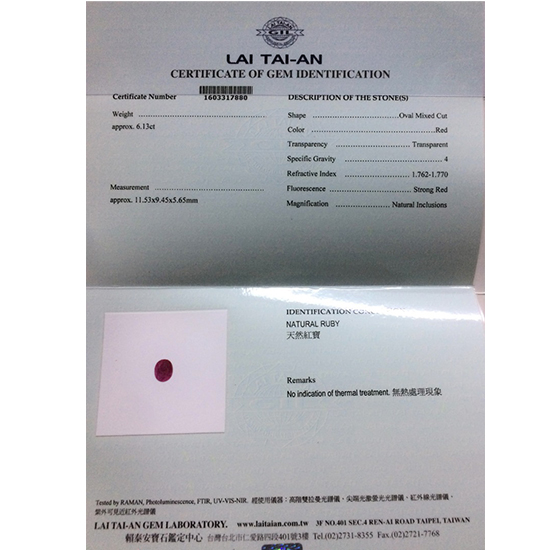 LAI TAI-AN
GIL
LAI TAI-AN
CERTIFICATE OF GEM IDENTIFICATION
Certificate Number 1603317880
Weight
approx. 6.13ct
Measurement
approx. 11.53x9.45x5.65mm
DESCRIPTION OF THE STONE(S)
Shape Oval Mixed Cut
Color Red
Transparency Transparent
Specific Gravity 4
Refractive Index 1.762-1.770
Fluorescence Strong Red
Magnification Natural Inclusions
IDENTIFICATION
NATURAL RUBY
天然紅寶
Remarks
No indication of thermal treatment. 無熱處理現象
Tested by RAMAN, Photoluminescence, FTIR, UV-VIS-NIR. 經使用儀器：高階雙拉曼光譜儀、尖端光激螢光光譜儀、紅外線光譜儀、
紫外可見近紅外光譜儀
LAI TAI-AN GEM LABORATORY. www.laitaian.com.tw 3F NO.401 SEC.4 REN-AI ROAD TAIPEI, TAIWAN
賴泰安寶石鑑定中心 台灣台北市仁愛路四段401號3樓 Tel.(02)2731-8355 Fax.(02)2721-7768